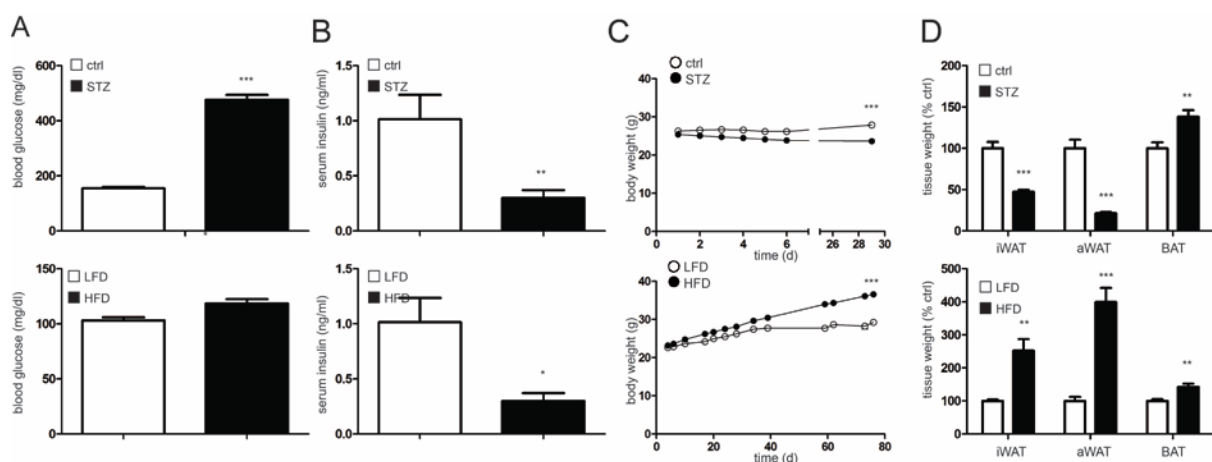 A
B
C
D
ctrl
STZ
blood glucose (mg/dl)
600
400
200
0
***
*
ctrl
STZ
serum insulin (ng/ml)
1.5
1.0
0.5
0.0
**
ctrl
STZ
body weight (g)
40
30
20
10
0
***
0 2 4 6 26 28 30
time (d)
ctrl
STZ
tissue weight (% ctrl)
200
150
100
50
0
***
***
**
iWAT aWAT BAT
LFD
HFD
blood glucose (mg/dl)
150
100
50
0
LFD
HFD
serum insulin (ng/ml)
1.5
1.0
0.5
0.0
*
LFD
HFD
body weight (g)
40
30
20
10
0
***
0 20 40 60 80
time (d)
LFD
HFD
tissue weight (% ctrl)
500
400
300
200
100
0
**
***
**
iWAT aWAT BAT